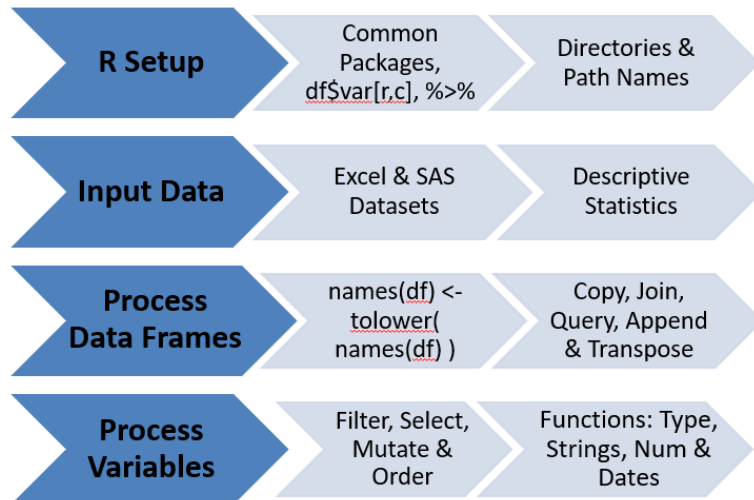 R Setup
Common
Packages,
df$var[r,c], %>%
Directories &
Path Names
Input Data
Excel & SAS
Datasets
Descriptive
Statistics
Process
Data Frames
names(df) <-
tolower(
names(df) )
Copy, Join,
Query, Append
& Transpose
Process
Variables
Filter, Select,
Mutate &
Order
Functions: Type,
Strings, Num &
Dates